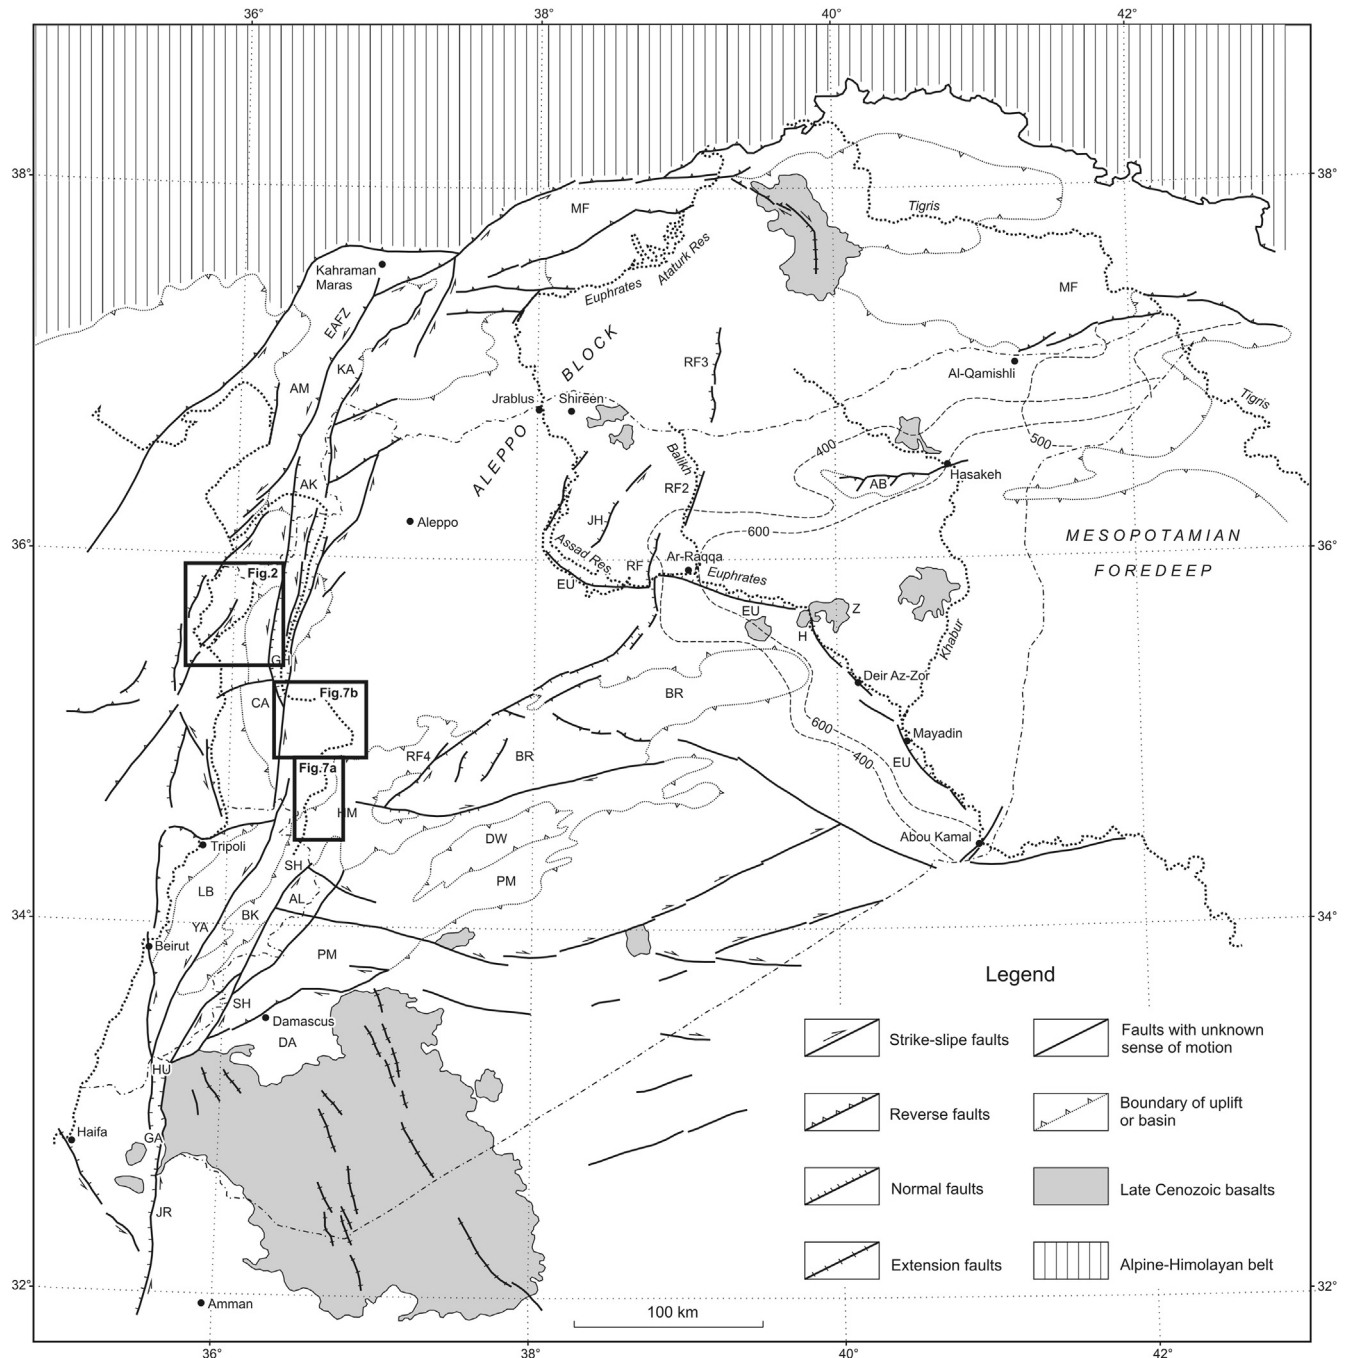 36°
38°
40°
42°
38°
38°
MF
Tigris
Kahraman
Maras
Ataturk Res
Euphrates
MF
EAFZ
BLOCK
RF3
KA
Al-Qamishli
AM
Jrablus
Shireen
Tigris
ALEPPO
400
500
Balikh
Hasakeh
AK
RF2
AB
Aleppo
JH
600
MESOPOTAMIAN
FOREDEEP
36°
36°
Assad Res.
Ar-Raqqa
RF
Euphrates
Fig.2
EU
EU
Z
H
Khabur
GH
Deir Az-Zor
Fig.7b
BR
CA
600
Mayadin
RF4
BR
400
EU
Fig.7a
HM
Abou Kamal
Tripoli
DW
SH
PM
LB
AL
BK
34°
34°
YA
Beirut
PM
SH
Damascus
DA
HU
Haifa
GA
JR
32°
32°
Amman
Legend
Strike-slipe faults
Faults with unknown
sense of motion
Reverse faults
Boundary of uplift
or basin
Normal faults
Late Cenozoic basalts
Extension faults
Alpine-Himalayan belt
100 km
36°
38°
40°
42°